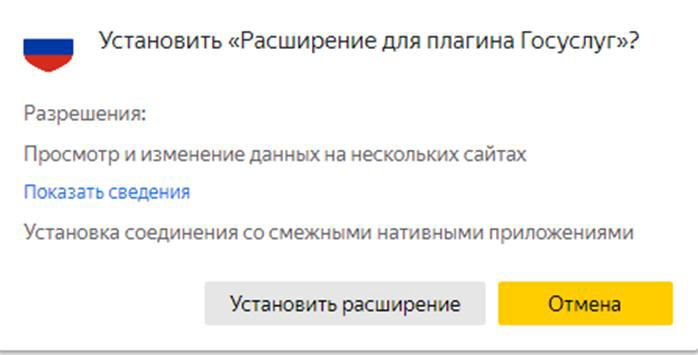 Установить «Расширение для плагина Госуслуг»?
Разрешения:
Просмотр и изменение данных на нескольких сайтах
Показать сведения
Установка соединения со смежными нативными приложениями
Установить расширение
Отмена